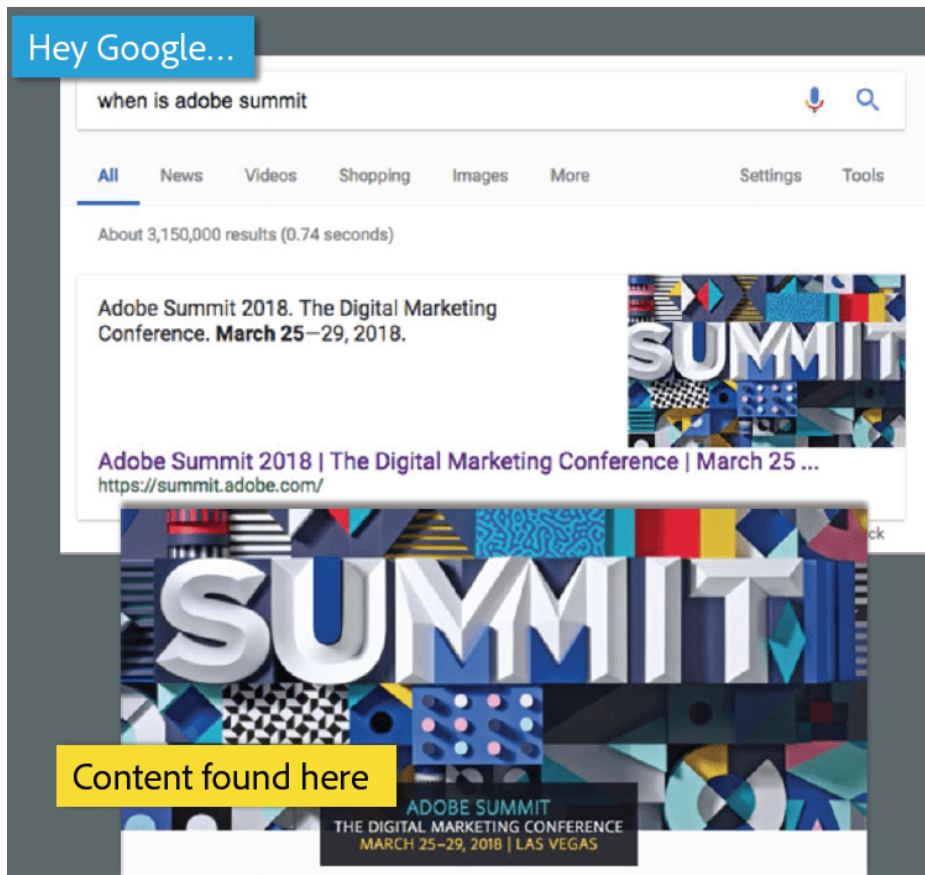 Hey Google...
when is adobe summit
All News Videos Shopping Images More Settings Tools
About 3,150,000 results (0.74 seconds)
Adobe Summit 2018. The Digital Marketing
Conference. March 25—29, 2018.
SUMMIT
Adobe Summit 2018 | The Digital Marketing Conference | March 25 ...
https://summit.adobe.com/
ck
SUMMIT
Content found here
ADOBE SUMMIT
THE DIGITAL MARKETING CONFERENCE
MARCH 25–29, 2018 | LAS VEGAS